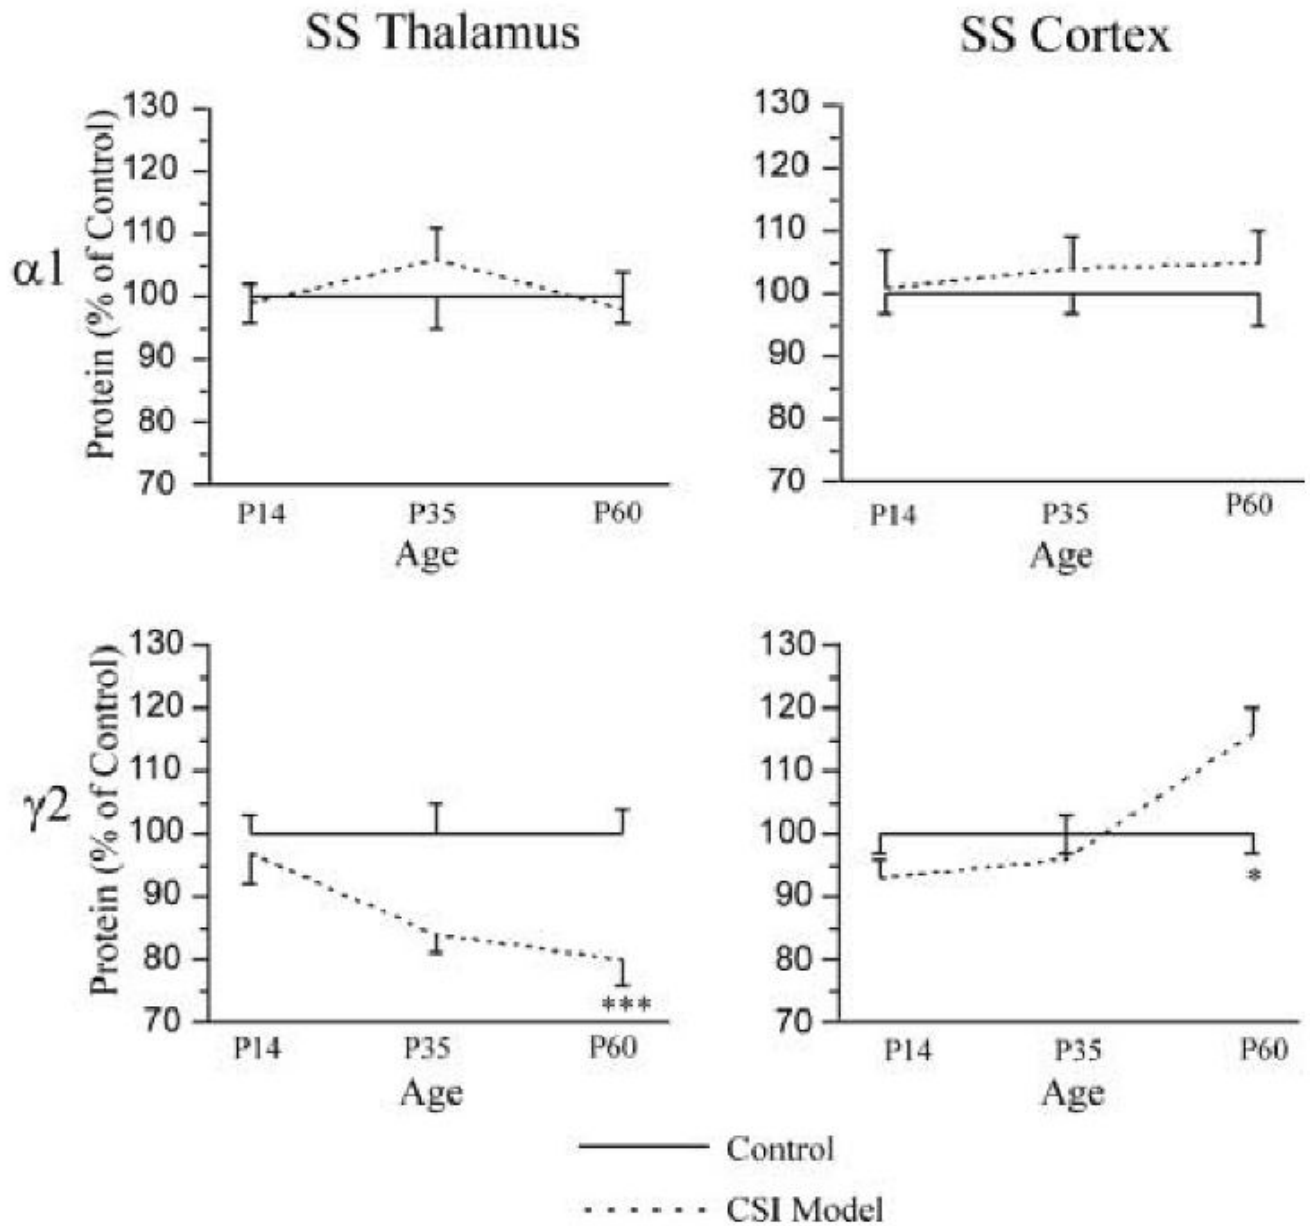 SS Thalamus
SS Cortex
α1
Protein (% of Control)
130
120
110
100
90
80
70
P14 P35 P60
Age
130
120
110
100
90
80
70
P14 P35 P60
Age
γ2
Protein (% of Control)
130
120
110
100
90
80
70
***
P14 P35 P60
Age
130
120
110
100
90
80
70
*
P14 P35 P60
Age
Control
CSI Model